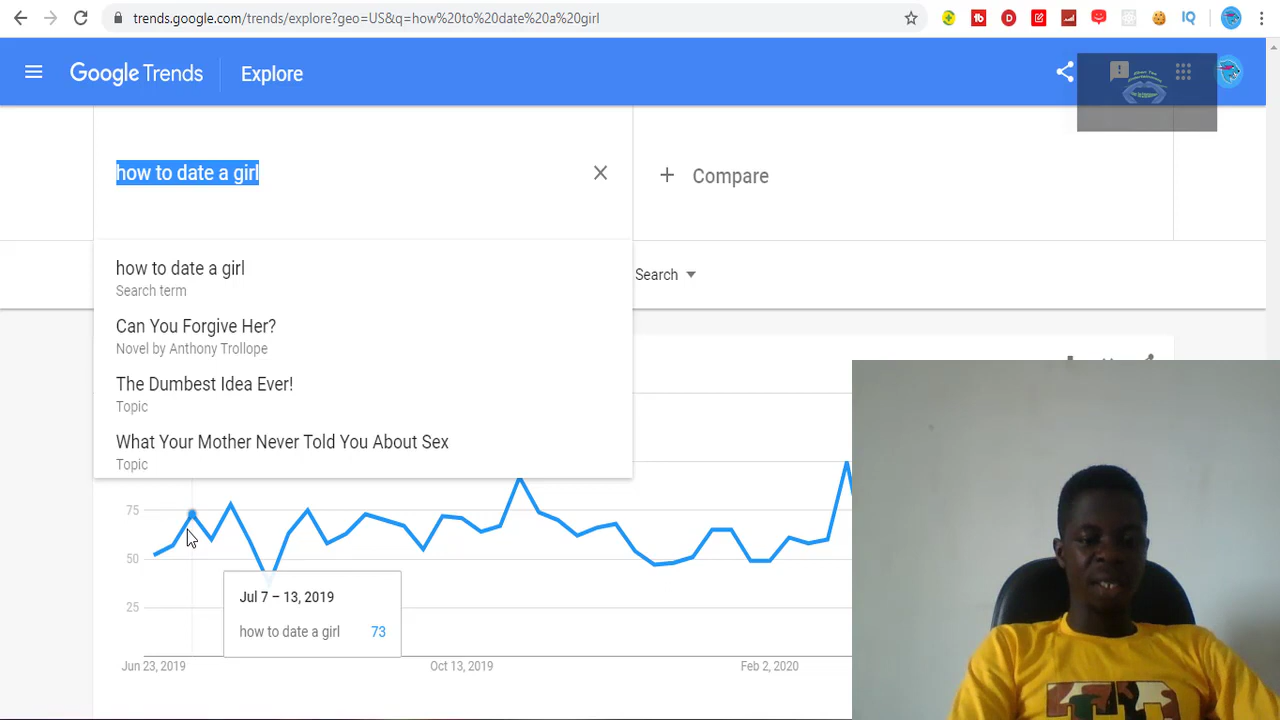 trends.google.com/trends/explore?geo=US&q=how%20to%20date%20a%20girl
IQ
Google Trends
Explore
how to date a girl
Compare
how to date a girl
Search term
Can You Forgive Her?
Novel by Anthony Trollope
The Dumbest Idea Ever!
Topic
What Your Mother Never Told You About Sex
Topic
Search
75
50
25
Jul 7 – 13, 2019
how to date a girl 73
Jun 23, 2019
Oct 13, 2019
Feb 2, 2020